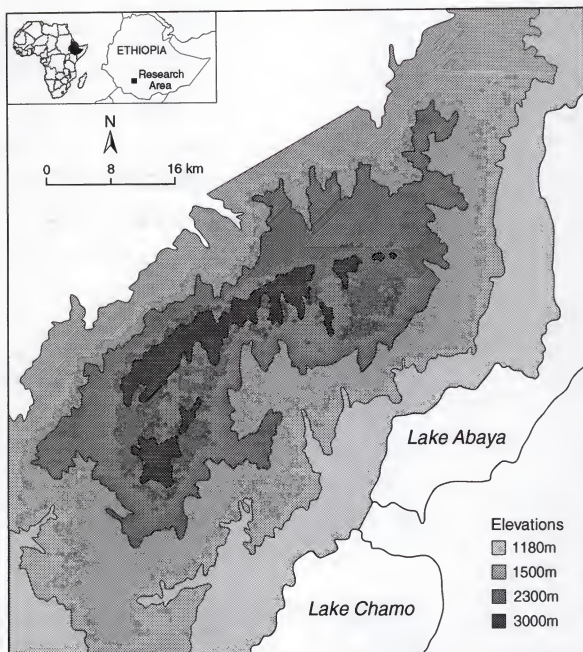 ETHIOPIA
Research
Area
N
0 8 16 km
Lake Abaya
Elevations
1180m
1500m
2300m
3000m
Lake Chamo